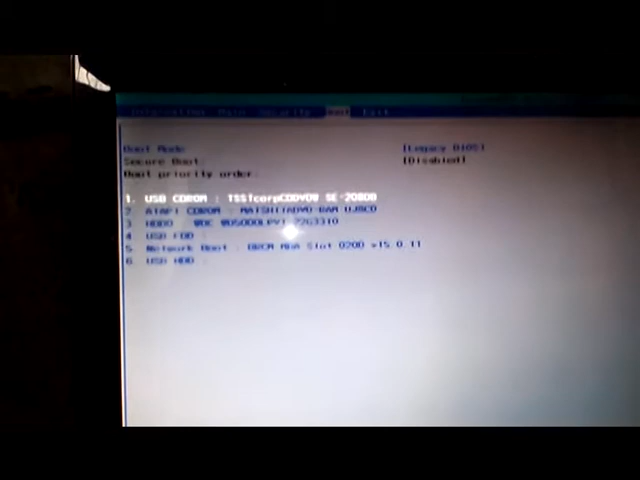 Information Main Security Boot Exit
Boot Mode [Legacy BIOS]
Secure Boot [Disabled]
Boot priority order:
1. USB CDROM : TSSTcorpCDDVDW SE-208DB
2. ATAPI CDROM : MATSHITADVD-RAM UJ8C0
3. HDD0 : WDC
4. USB FDD :
5. Network Boot : BRCM MBA Slot 0200 v15.0.11
6. USB HDD :